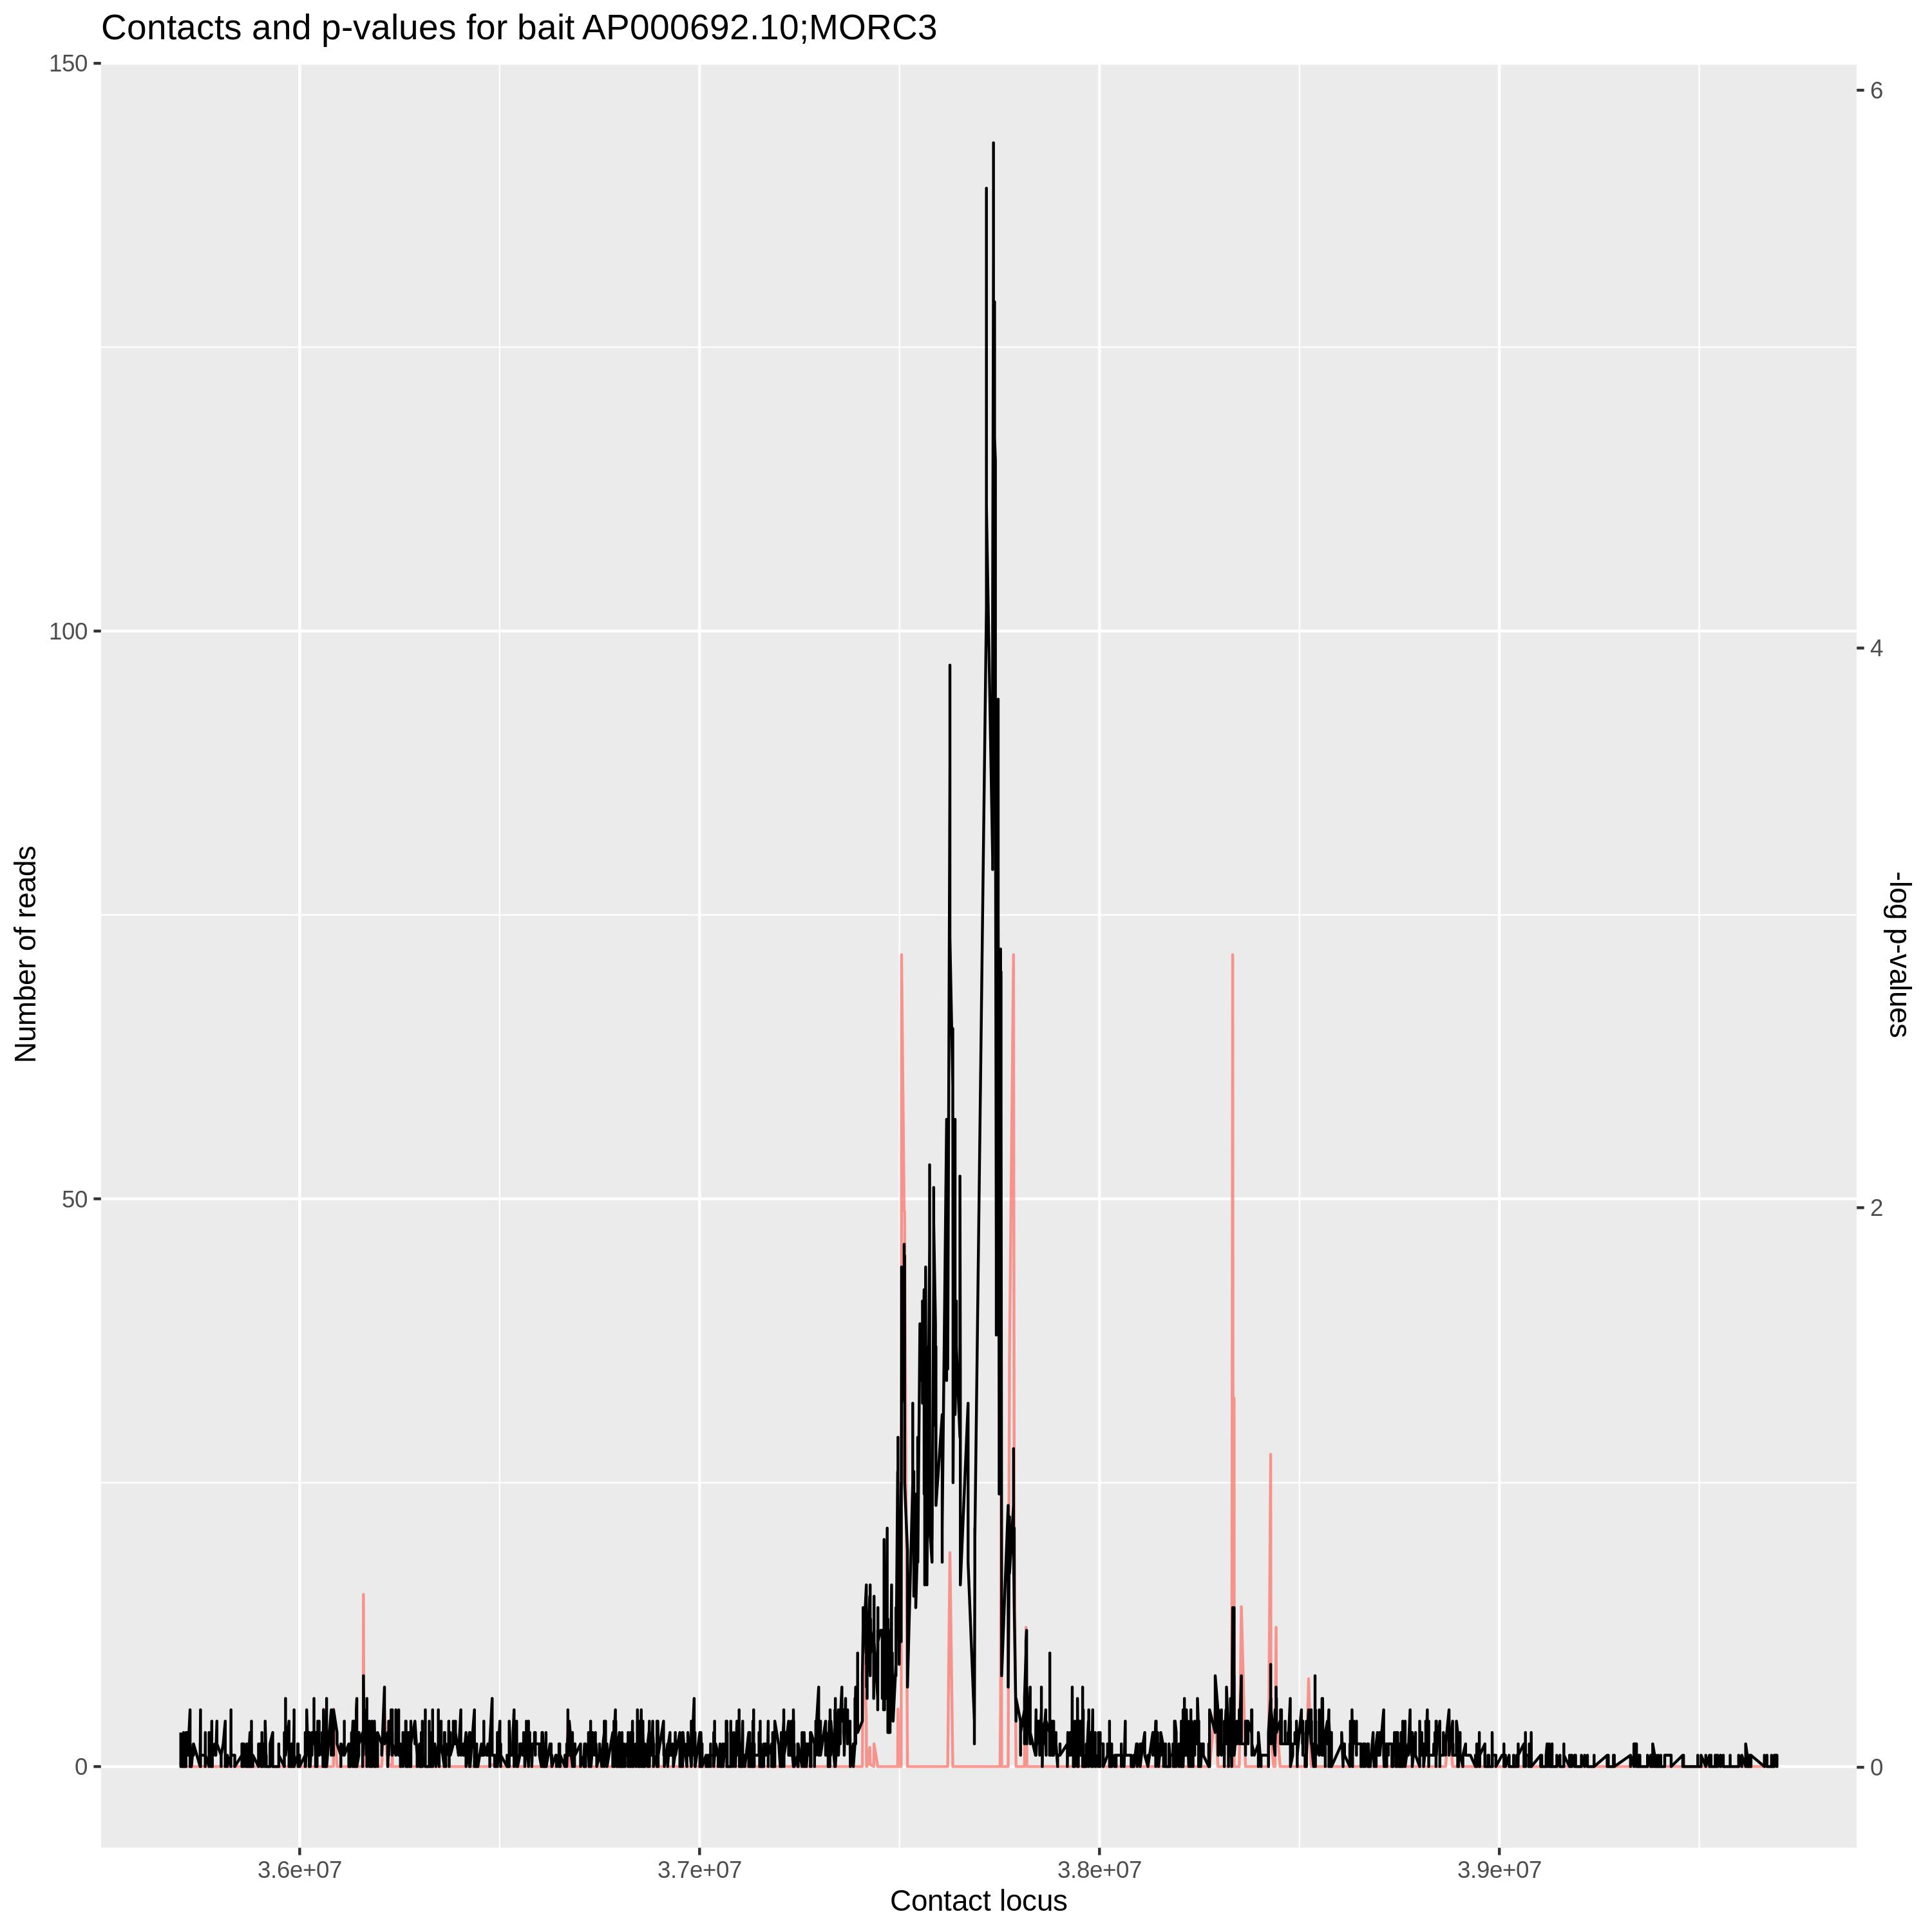 Contacts and p-values for bait AP000692.10;MORC3
150
100
50
0
Number of reads
6
4
2
0
-log p-values
3.6e+07 3.7e+07 3.8e+07 3.9e+07
Contact locus